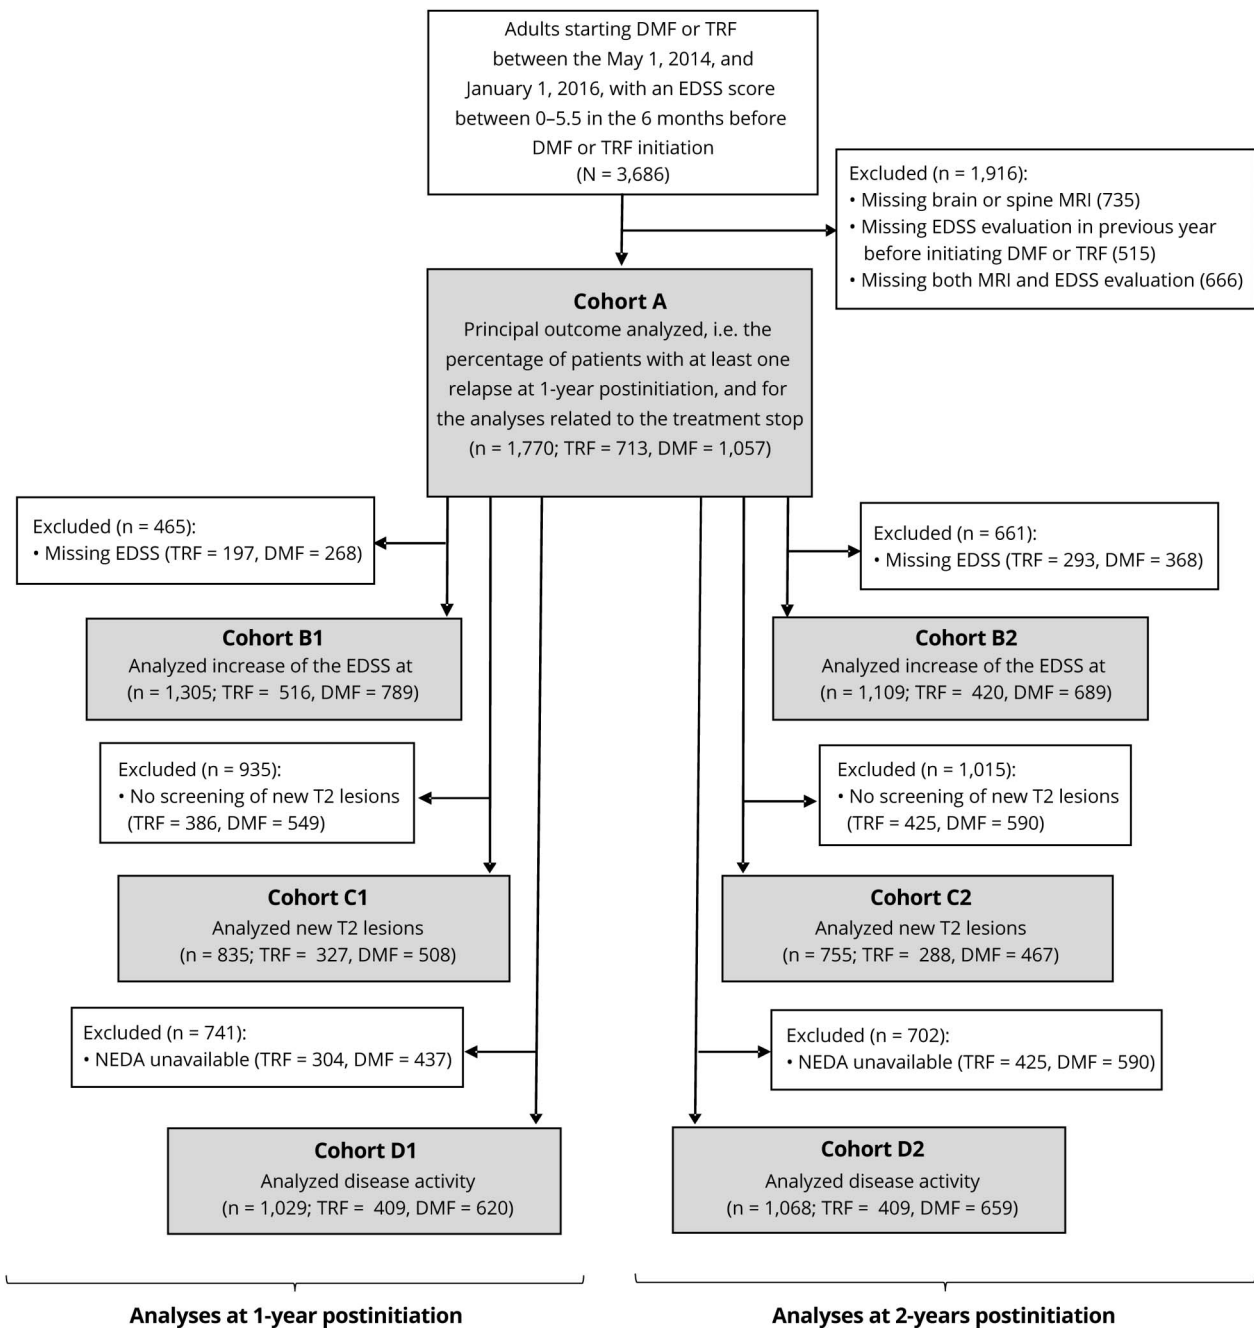 Adults starting DMF or TRF
between the May 1, 2014, and
January 1, 2016, with an EDSS score
between 0–5.5 in the 6 months before
DMF or TRF initiation
(N = 3,686)
Excluded (n = 1,916):
• Missing brain or spine MRI (735)
• Missing EDSS evaluation in previous year
before initiating DMF or TRF (515)
• Missing both MRI and EDSS evaluation (666)
Cohort A
Principal outcome analyzed, i.e. the
percentage of patients with at least one
relapse at 1-year postinitiation, and for
the analyses related to the treatment stop
(n = 1,770; TRF = 713, DMF = 1,057)
Excluded (n = 465):
• Missing EDSS (TRF = 197, DMF = 268)
Excluded (n = 661):
• Missing EDSS (TRF = 293, DMF = 368)
Cohort B1
Analyzed increase of the EDSS at
(n = 1,305; TRF = 516, DMF = 789)
Cohort B2
Analyzed increase of the EDSS at
(n = 1,109; TRF = 420, DMF = 689)
Excluded (n = 935):
• No screening of new T2 lesions
(TRF = 386, DMF = 549)
Excluded (n = 1,015):
• No screening of new T2 lesions
(TRF = 425, DMF = 590)
Cohort C1
Analyzed new T2 lesions
(n = 835; TRF = 327, DMF = 508)
Cohort C2
Analyzed new T2 lesions
(n = 755; TRF = 288, DMF = 467)
Excluded (n = 741):
• NEDA unavailable (TRF = 304, DMF = 437)
Excluded (n = 702):
• NEDA unavailable (TRF = 425, DMF = 590)
Cohort D1
Analyzed disease activity
(n = 1,029; TRF = 409, DMF = 620)
Cohort D2
Analyzed disease activity
(n = 1,068; TRF = 409, DMF = 659)
Analyses at 1-year postinitiation
Analyses at 2-years postinitiation